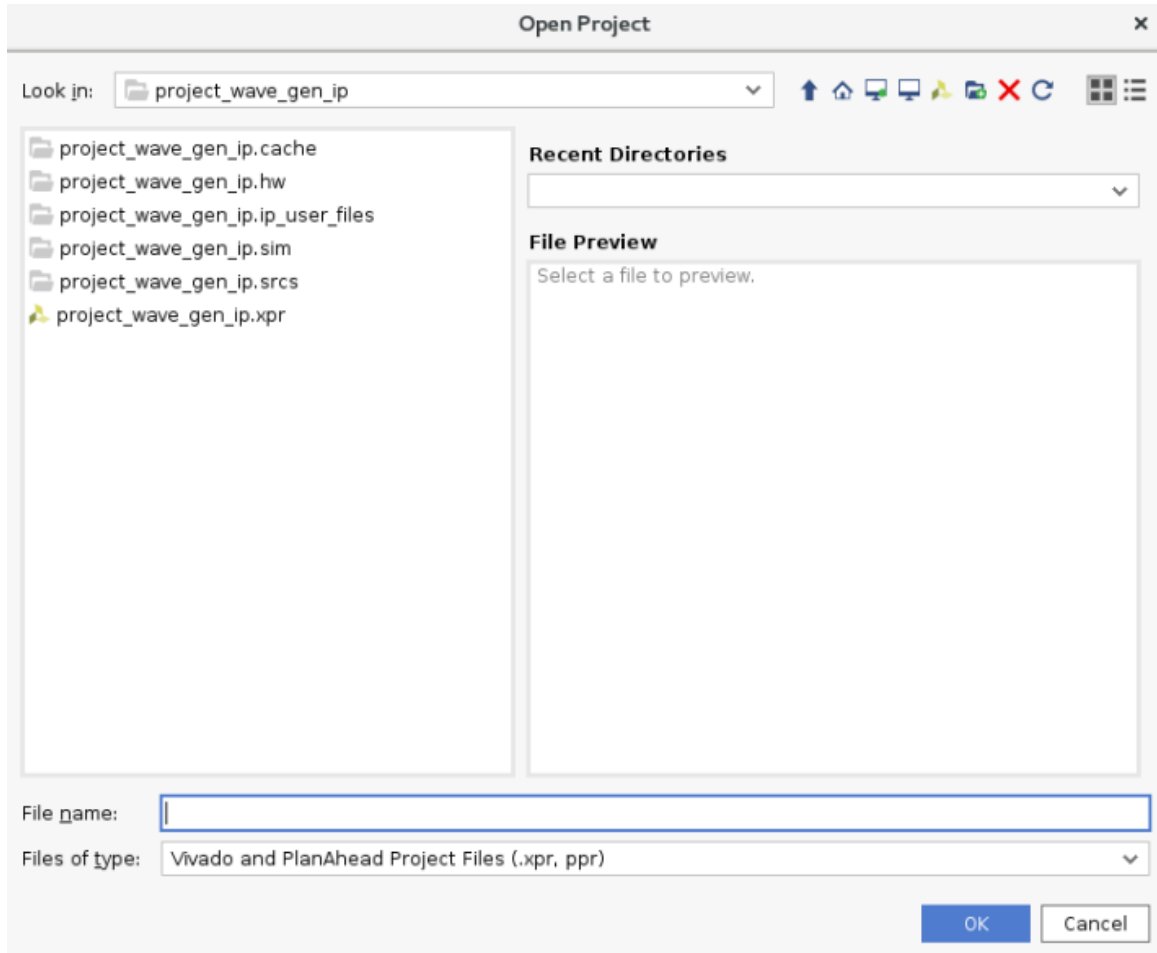 Open Project
Look in: project_wave_gen_ip
project_wave_gen_ip.cache
project_wave_gen_ip.hw
project_wave_gen_ip.ip_user_files
project_wave_gen_ip.sim
project_wave_gen_ip.srcs
project_wave_gen_ip.xpr
Recent Directories
File Preview
Select a file to preview.
File name:
Files of type: Vivado and PlanAhead Project Files (.xpr, ppr)
OK Cancel